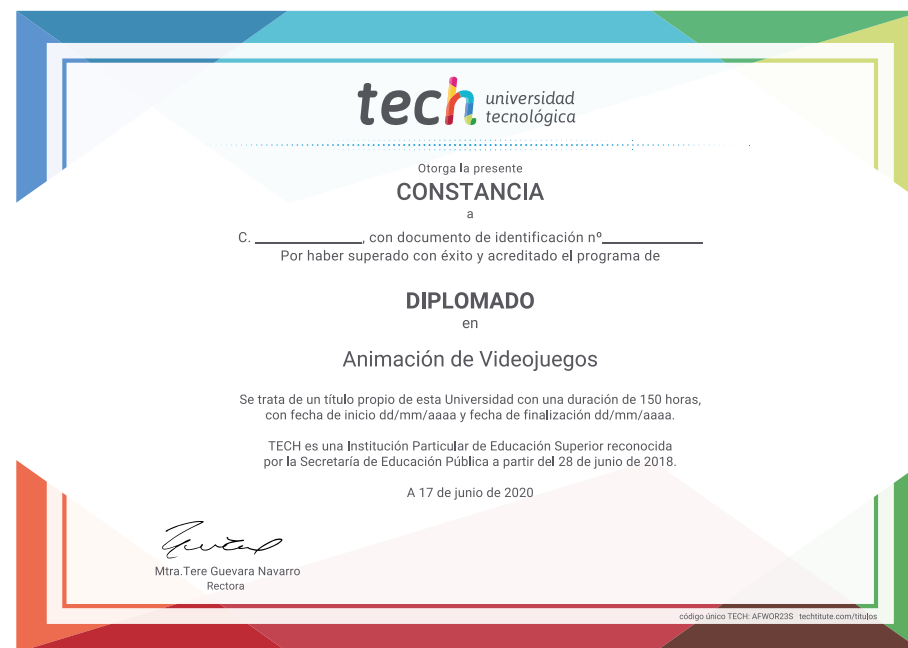 tech universidad
tecnológica
Otorga la presente
CONSTANCIA
a
C. ______________, con documento de identificación nº_____________
Por haber superado con éxito y acreditado el programa de
DIPLOMADO
en
Animación de Videojuegos
Se trata de un título propio de esta Universidad con una duración de 150 horas,
con fecha de inicio dd/mm/aaaa y fecha de finalización dd/mm/aaaa.
TECH es una Institución Particular de Educación Superior reconocida
por la Secretaría de Educación Pública a partir del 28 de junio de 2018.
A 17 de junio de 2020
Mtra.Tere Guevara Navarro
Rectora
código único TECH: AFWOR23S techtitute.com/titulos